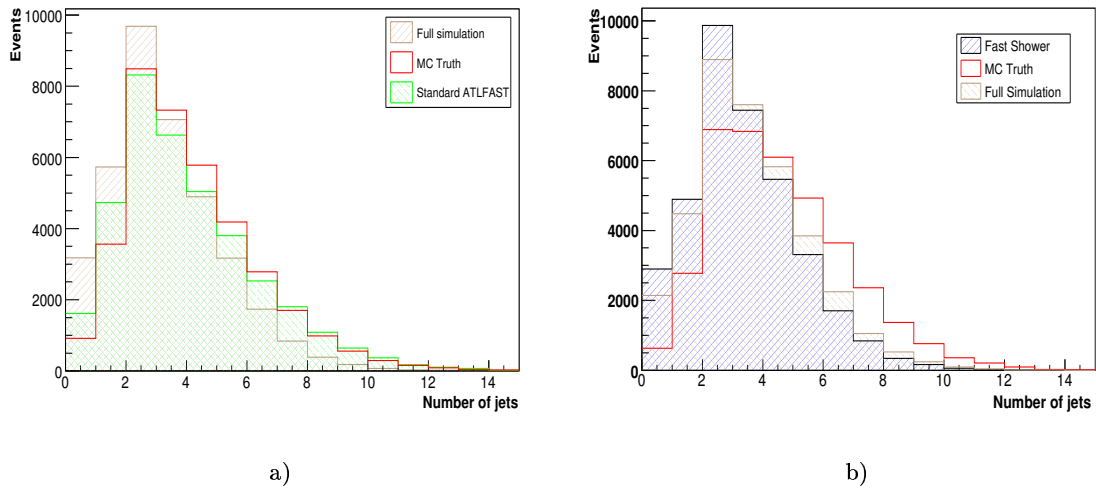 Events
10000
8000
6000
4000
2000
0
0 2 4 6 8 10 12 14
Number of jets
Full simulation
MC Truth
Standard ATLFAST
a)
Events
10000
8000
6000
4000
2000
0
0 2 4 6 8 10 12 14
Number of jets
Fast Shower
MC Truth
Full Simulation
b)